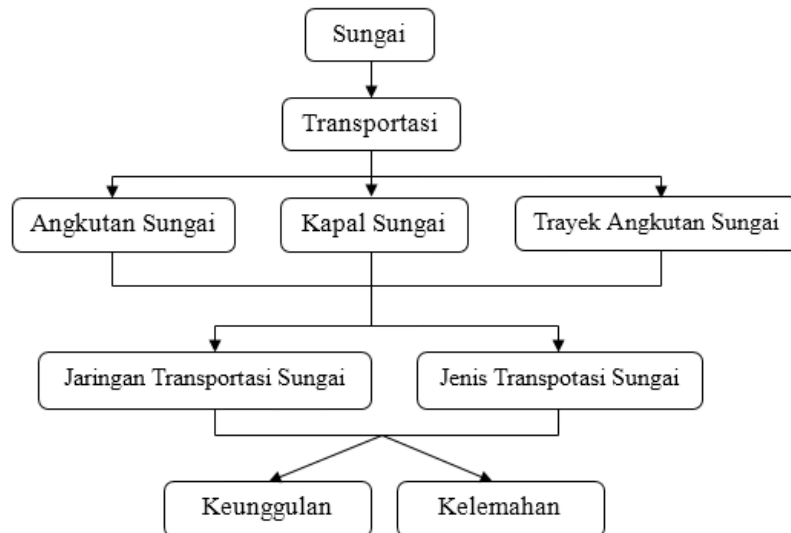 Sungai
Transportasi
Angkutan Sungai
Kapal Sungai
Trayek Angkutan Sungai
Jaringan Transportasi Sungai
Jenis Transpotasi Sungai
Keunggulan
Kelemahan